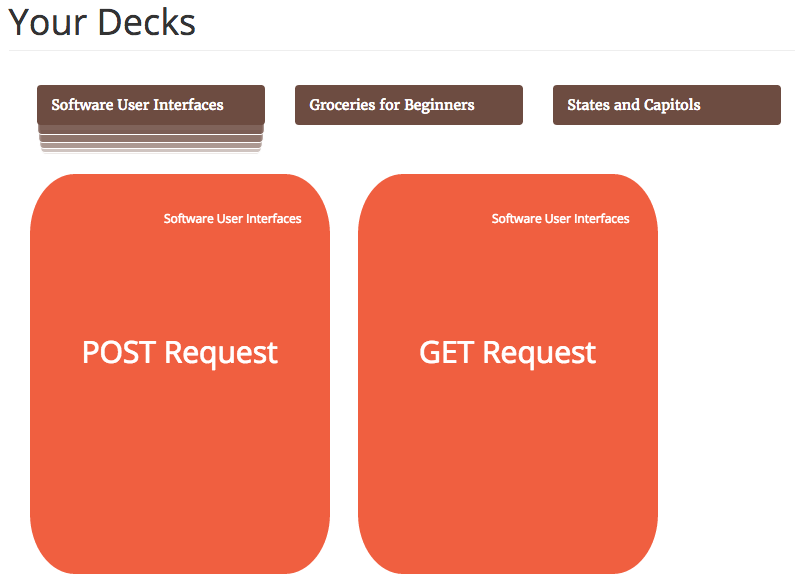 Your Decks
Software User Interfaces
Groceries for Beginners
States and Capitols
Software User Interfaces
Software User Interfaces
POST Request
GET Request